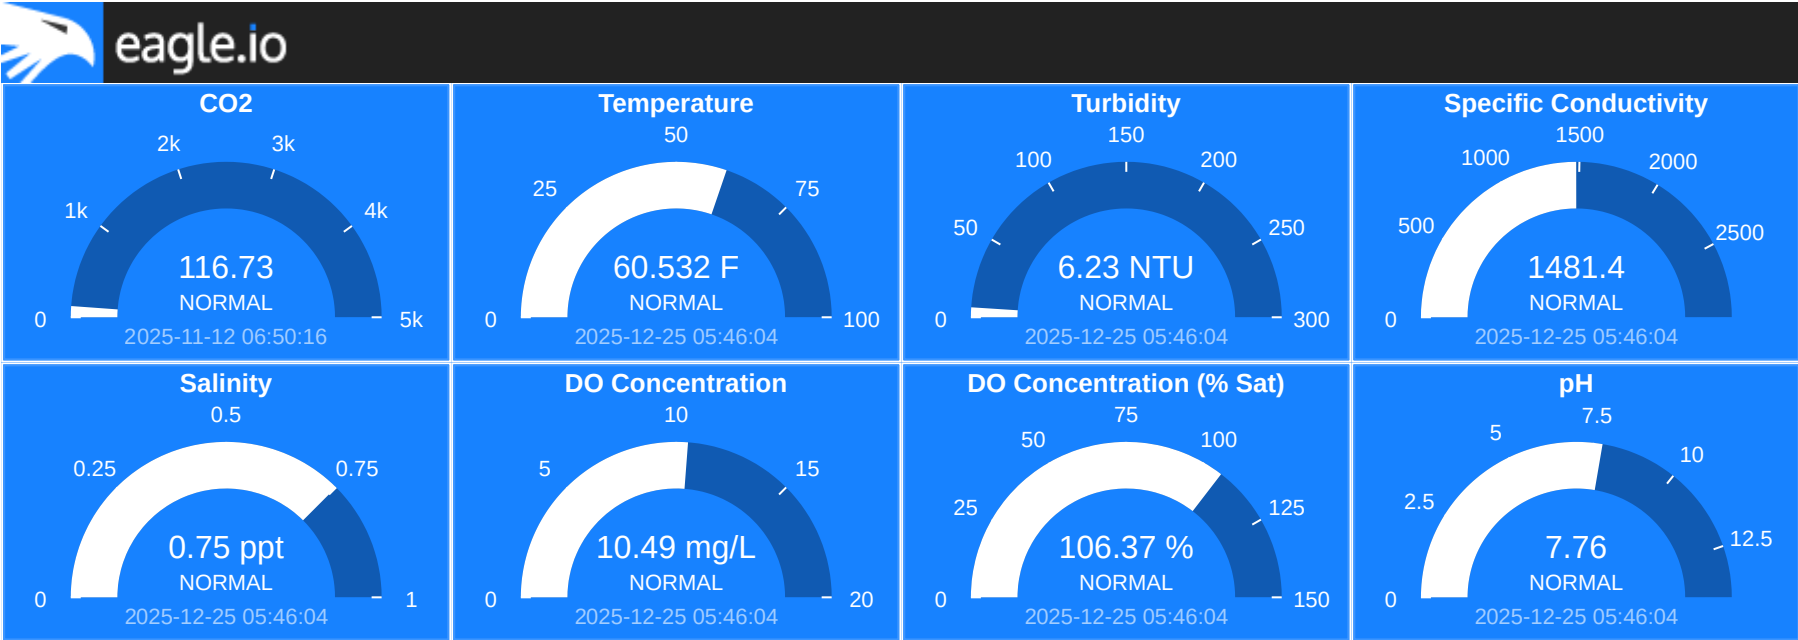 eagle.io
CO2
0
1k
2k
3k
4k
5k
116.73
NORMAL
2025-11-12 06:50:16
Temperature
0
25
50
75
100
60.532 F
NORMAL
2025-12-25 05:46:04
Turbidity
0
50
100
150
200
250
300
6.23 NTU
NORMAL
2025-12-25 05:46:04
Specific Conductivity
0
500
1000
1500
2000
2500
1481.4
NORMAL
2025-12-25 05:46:04
Salinity
0
0.25
0.5
0.75
1
0.75 ppt
NORMAL
2025-12-25 05:46:04
DO Concentration
0
5
10
15
20
10.49 mg/L
NORMAL
2025-12-25 05:46:04
DO Concentration (% Sat)
0
25
50
75
100
125
150
106.37 %
NORMAL
2025-12-25 05:46:04
pH
0
2.5
5
7.5
10
12.5
7.76
NORMAL
2025-12-25 05:46:04